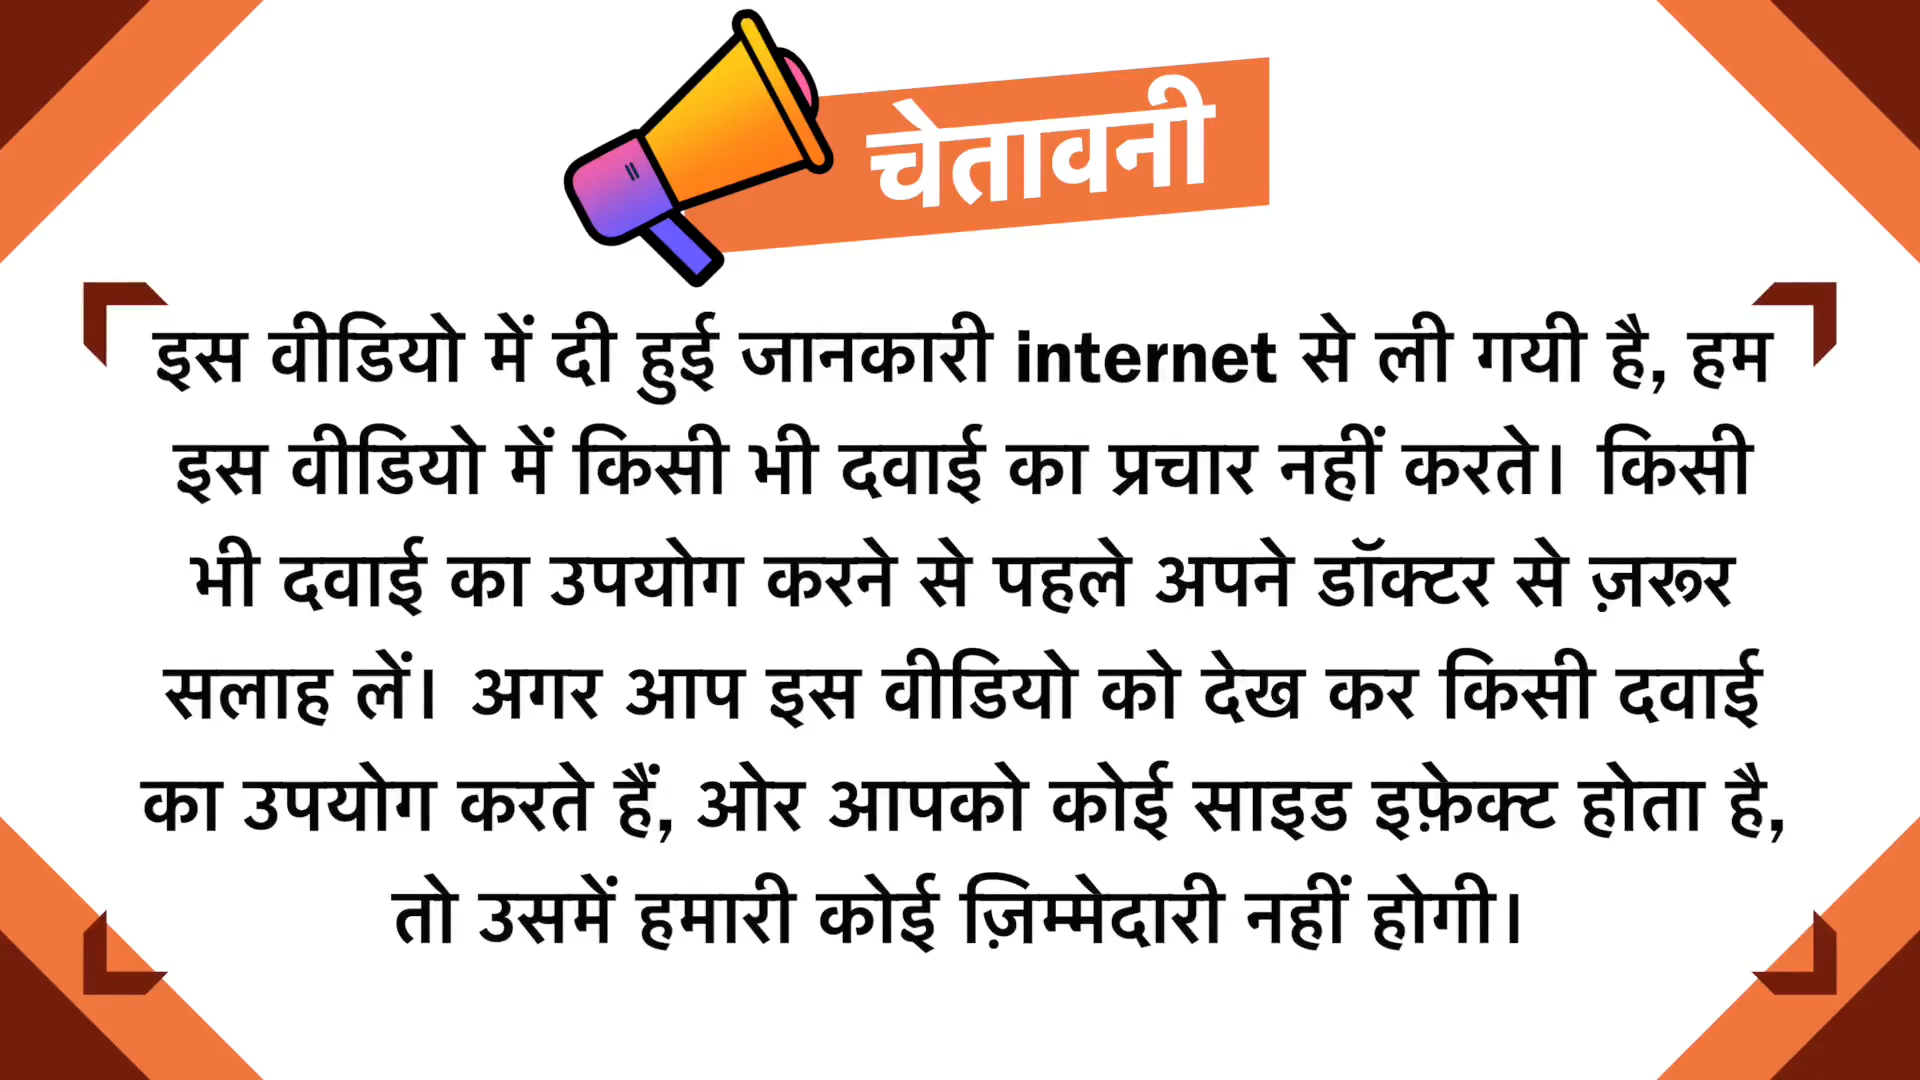 चेतावनी
इस वीडियो में दी हुई जानकारी internet से ली गयी है, हम
इस वीडियो में किसी भी दवाई का प्रचार नहीं करते। किसी
भी दवाई का उपयोग करने से पहले अपने डॉक्टर से ज़रूर
सलाह लें। अगर आप इस वीडियो को देख कर किसी दवाई
का उपयोग करते हैं, ओर आपको कोई साइड इफ़ेक्ट होता है,
तो उसमें हमारी कोई ज़िम्मेदारी नहीं होगी।